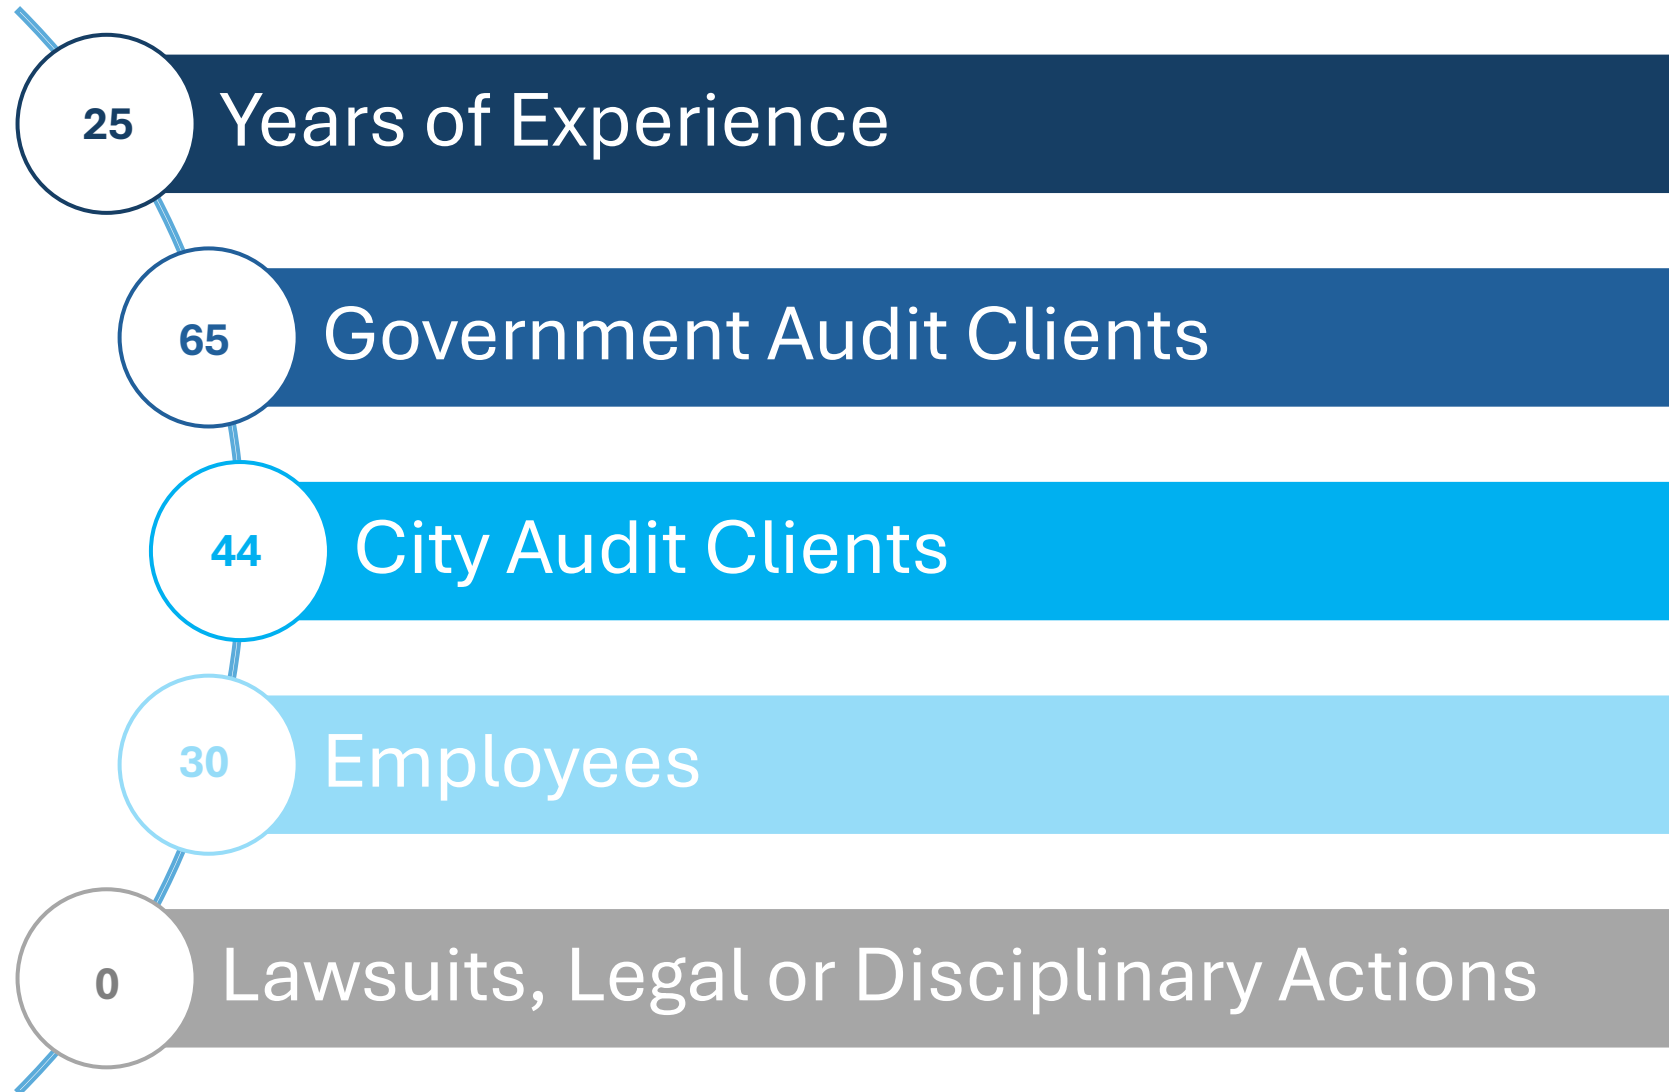 25 Years of Experience
65 Government Audit Clients
44 City Audit Clients
30 Employees
0 Lawsuits, Legal or Disciplinary Actions